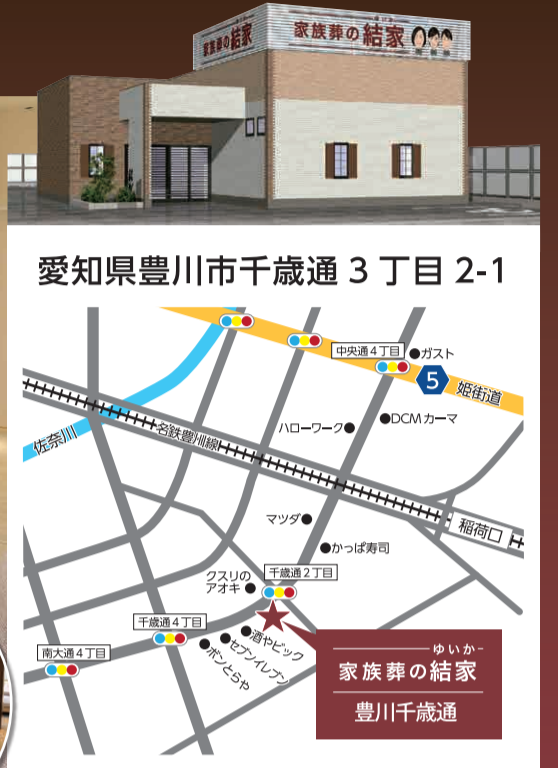 家族葬の結家
家族葬の結家
愛知県豊川市千歳通 3 丁目 2-1
中央通4丁目
ガスト
5
姫街道
DCM カーマ
ハローワーク
佐奈川
名鉄豊川線
稲荷口
マツダ
かっぱ寿司
クスリの
アオキ
千歳通2丁目
千歳通4丁目
南大通4丁目
酒やビック
セブンイレブン
ボンとらや
ゆいか
家族葬の結家
豊川千歳通